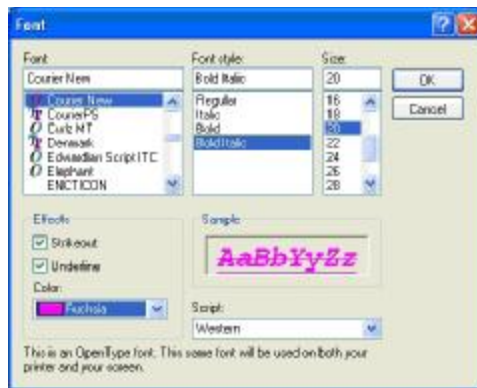 Font
Font:
Courier New
Courier New
CourierPS
Curlz MT
Denmark
Edwardian Script ITC
Elephant
ENCTICON
Font style:
Bold Italic
Regular
Italic
Bold
Bold Italic
Size:
20
16
18
20
22
24
26
28
OK
Cancel
Effects
Strikeout
Underline
Color:
Fuchsia
Sample
AaBbYyZz
Script:
Western
This is an OpenType font. This same font will be used on both your
printer and your screen.